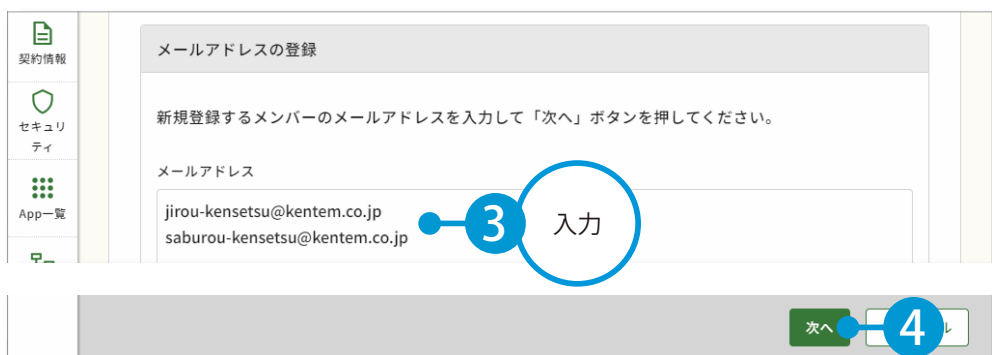 契約情報
セキュリ
ティ
App一覧
メールアドレスの登録
新規登録するメンバーのメールアドレスを入力して「次へ」ボタンを押してください。
メールアドレス
jirou-kensetsu@kentem.co.jp
saburou-kensetsu@kentem.co.jp
3
入力
次へ
4
ル